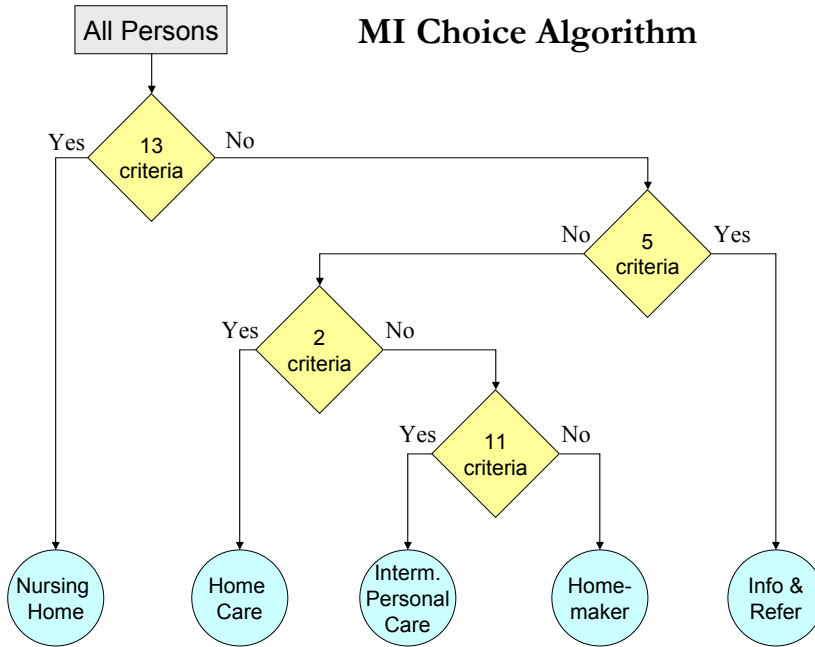 All Persons
MI Choice Algorithm
Yes
13
criteria
No
No
5
criteria
Yes
Yes
2
criteria
No
Yes
11
criteria
No
Nursing
Home
Home
Care
Interm.
Personal
Care
Home-
maker
Info &
Refer